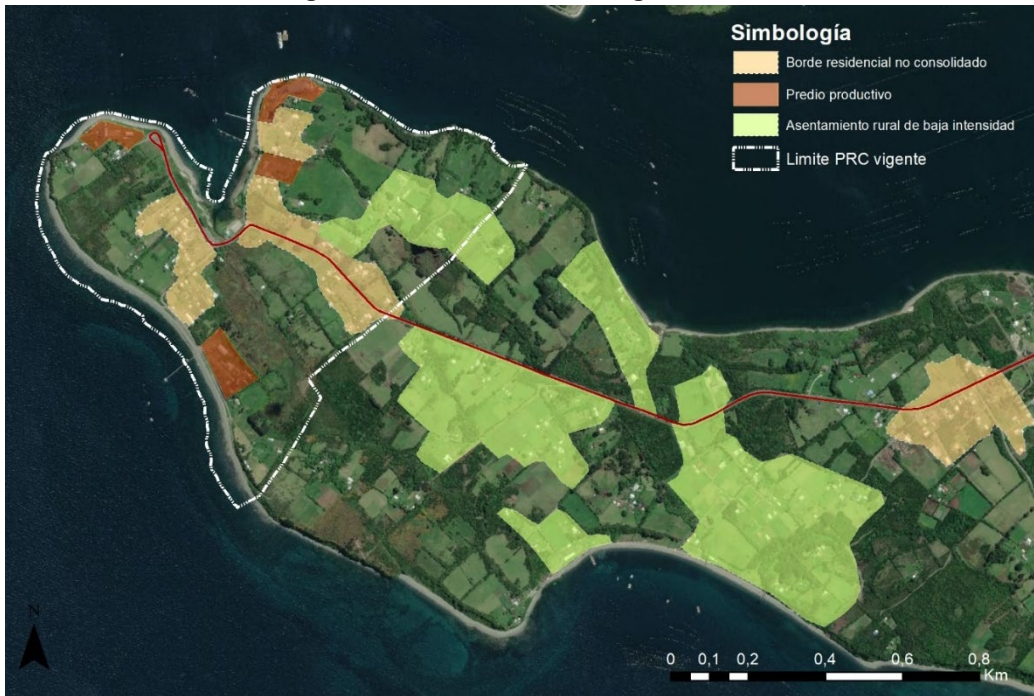 Simbología
Borde residencial no consolidado
Predio productivo
Asentamiento rural de baja intensidad
Limite PRC vigente
N
0 0,1 0,2 0,4 0,6 0,8
Km